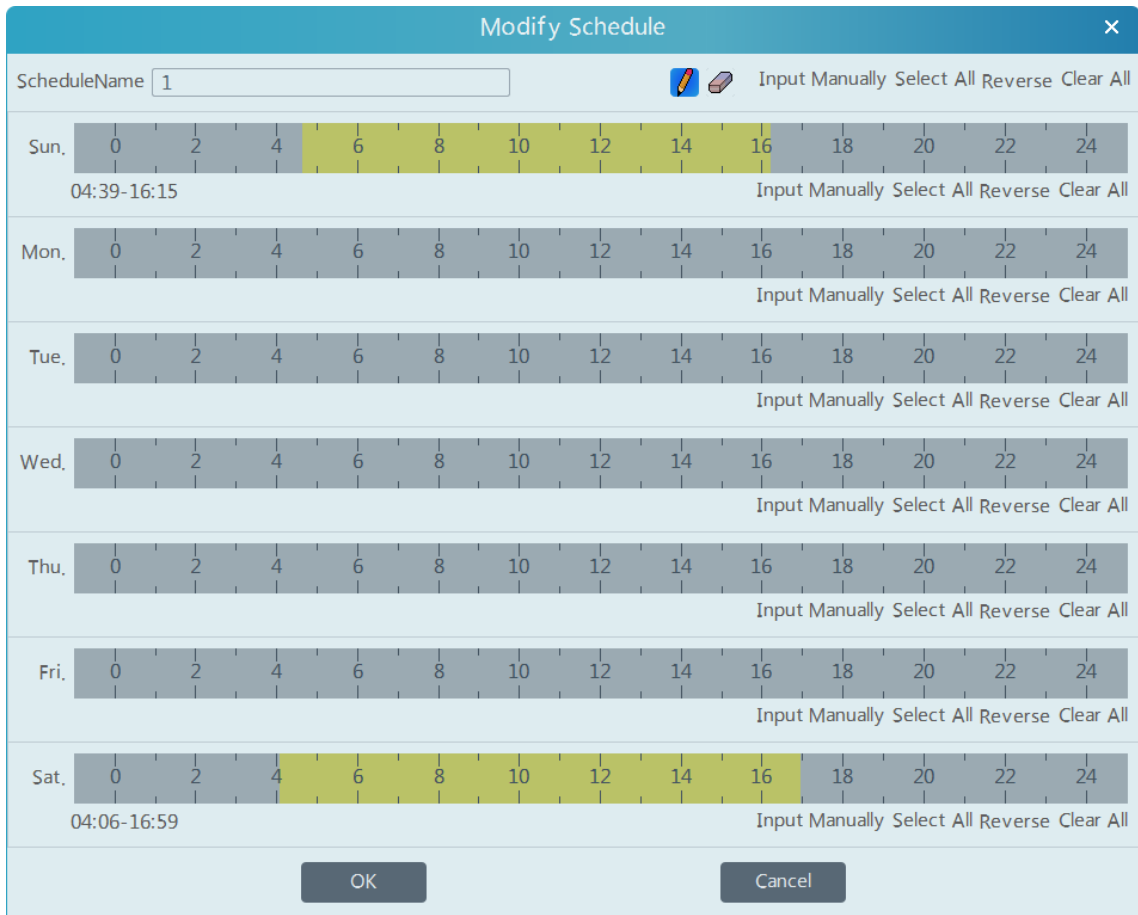 Modify Schedule ×
ScheduleName 1 Input Manually Select All Reverse Clear All
Sun. 0 2 4 6 8 10 12 14 16 18 20 22 24
04:39-16:15 Input Manually Select All Reverse Clear All
Mon. 0 2 4 6 8 10 12 14 16 18 20 22 24
Input Manually Select All Reverse Clear All
Tue. 0 2 4 6 8 10 12 14 16 18 20 22 24
Input Manually Select All Reverse Clear All
Wed. 0 2 4 6 8 10 12 14 16 18 20 22 24
Input Manually Select All Reverse Clear All
Thu. 0 2 4 6 8 10 12 14 16 18 20 22 24
Input Manually Select All Reverse Clear All
Fri. 0 2 4 6 8 10 12 14 16 18 20 22 24
Input Manually Select All Reverse Clear All
Sat. 0 2 4 6 8 10 12 14 16 18 20 22 24
04:06-16:59 Input Manually Select All Reverse Clear All
OK Cancel